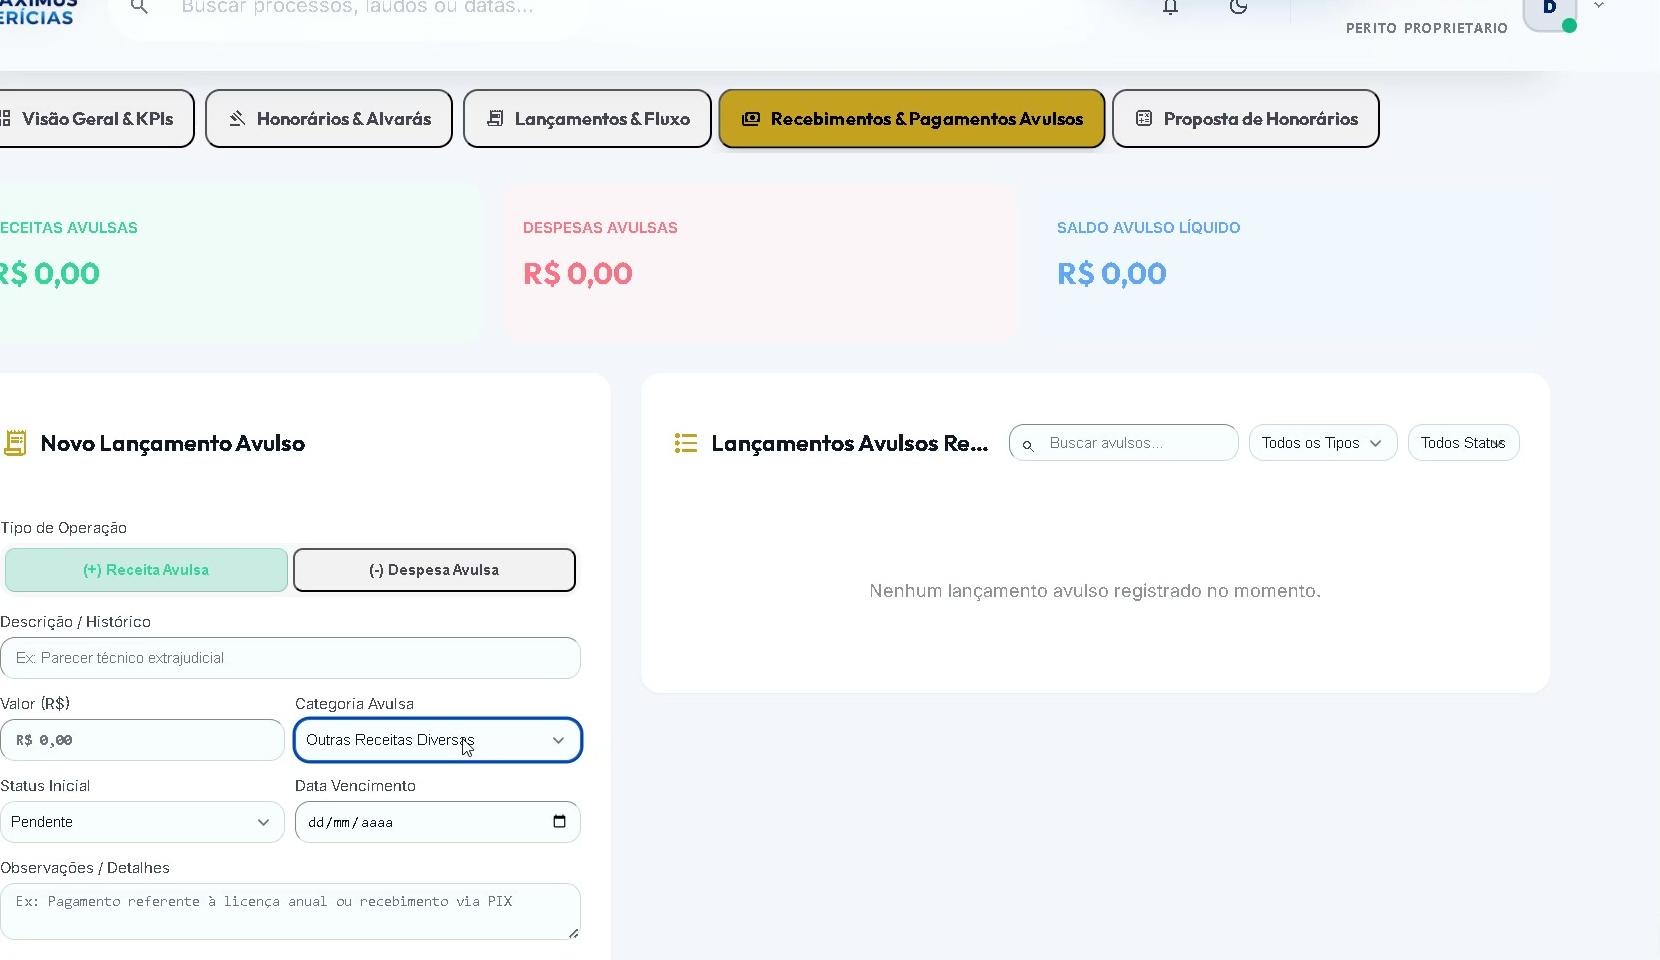 Buscar processos, laudos ou datas...
ERÍCIAS
PERITO PROPRIETARIO
D
Visão Geral & KPIs
Honorários & Alvarás
Lançamentos & Fluxo
Recebimentos & Pagamentos Avulsos
Proposta de Honorários
ECEITAS AVULSAS
R$ 0,00
DESPESAS AVULSAS
R$ 0,00
SALDO AVULSO LÍQUIDO
R$ 0,00
Novo Lançamento Avulso
Tipo de Operação
(+) Receita Avulsa
(-) Despesa Avulsa
Descrição / Histórico
Ex: Parecer técnico extrajudicial
Valor (R$)
Categoria Avulsa
R$ 0,00
Outras Receitas Diversas
Status Inicial
Data Vencimento
Pendente
dd/mm/aaaa
Observações / Detalhes
Ex: Pagamento referente à licença anual ou recebimento via PIX
Lançamentos Avulsos Re...
Buscar avulsos...
Todos os Tipos
Todos Status
Nenhum lançamento avulso registrado no momento.